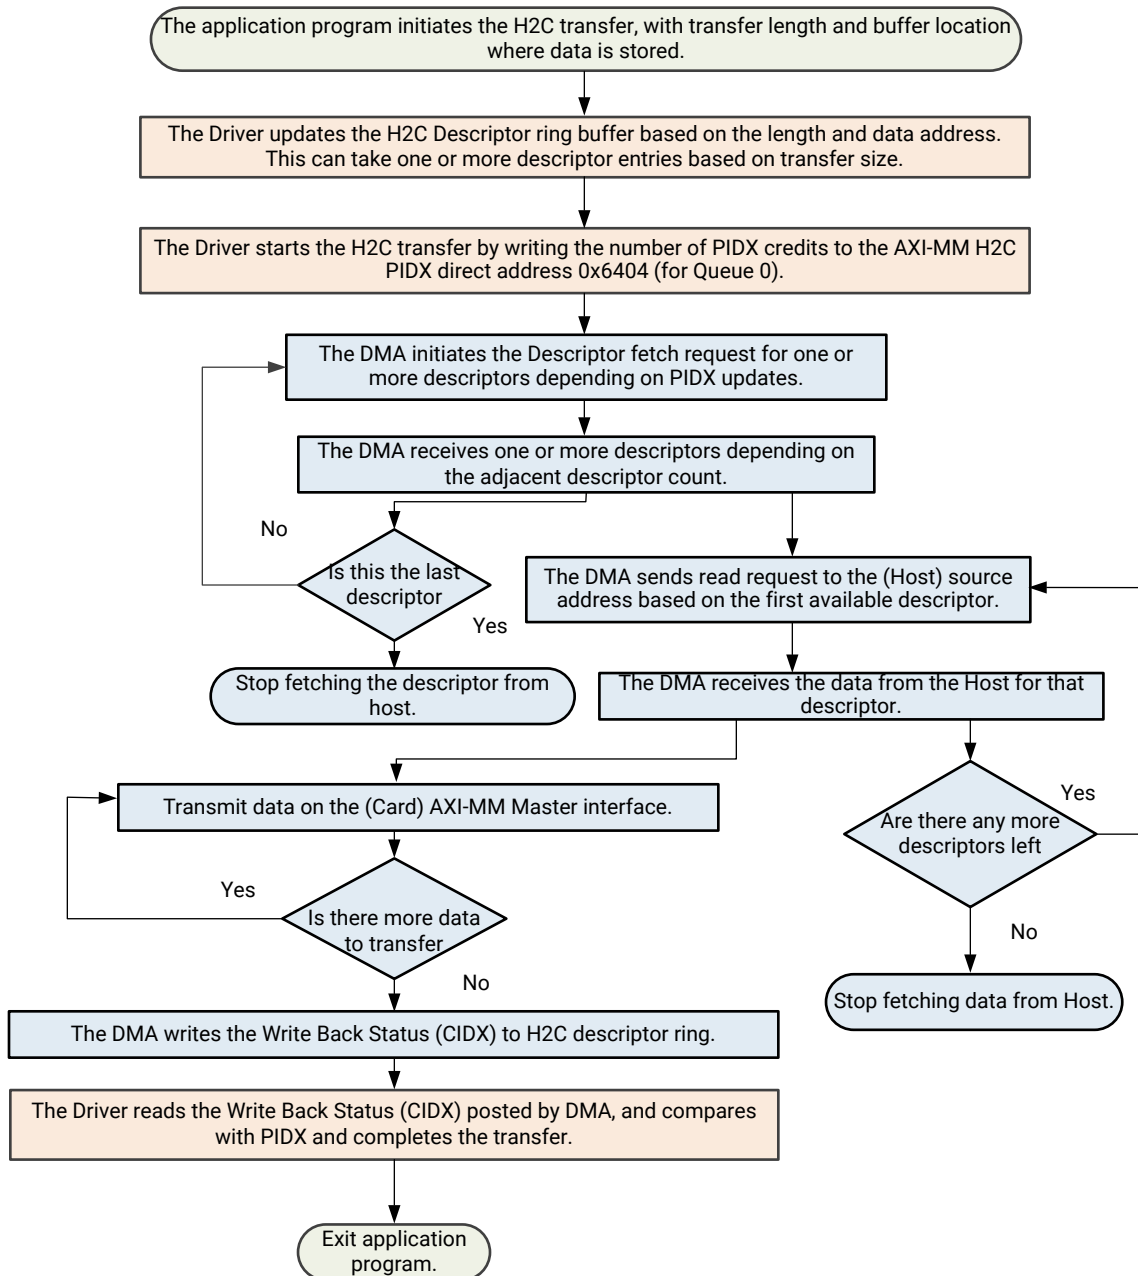 The application program initiates the H2C transfer, with transfer length and buffer location
where data is stored.
The Driver updates the H2C Descriptor ring buffer based on the length and data address.
This can take one or more descriptor entries based on transfer size.
The Driver starts the H2C transfer by writing the number of PIDX credits to the AXI-MM H2C
PIDX direct address 0x6404 (for Queue 0).
The DMA initiates the Descriptor fetch request for one or
more descriptors depending on PIDX updates.
The DMA receives one or more descriptors depending on
the adjacent descriptor count.
No
Is this the last
descriptor
Yes
The DMA sends read request to the (Host) source
address based on the first available descriptor.
Stop fetching the descriptor from
host.
The DMA receives the data from the Host for that
descriptor.
Transmit data on the (Card) AXI-MM Master interface.
Yes
Are there any more
descriptors left
Yes
Is there more data
to transfer
No
No
Stop fetching data from Host.
The DMA writes the Write Back Status (CIDX) to H2C descriptor ring.
The Driver reads the Write Back Status (CIDX) posted by DMA, and compares
with PIDX and completes the transfer.
Exit application
program.